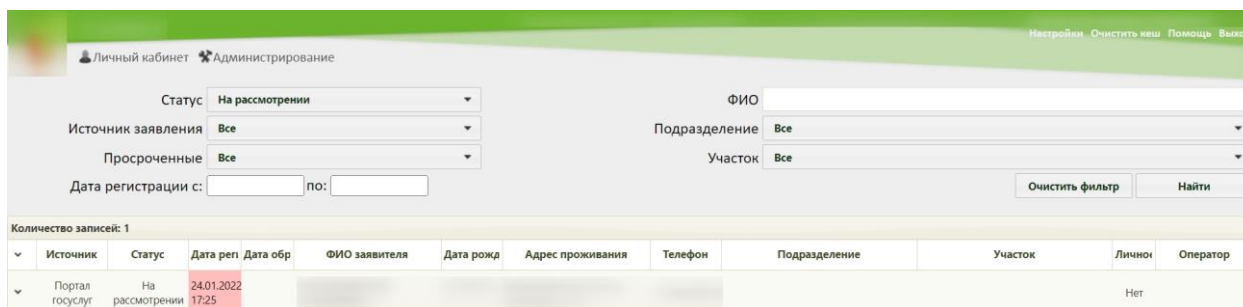 Настройки Очистить кеш Помощь Выхо
Личный кабинет Администрирование
Статус На рассмотрении ФИО
Источник заявления Все Подразделение Все
Просроченные Все Участок Все
Дата регистрации с: по: Очистить фильтр Найти
Количество записей: 1
Источник Статус Дата реги Дата обр ФИО заявителя Дата рожд Адрес проживания Телефон Подразделение Участок Личнос Оператор
Портал На 24.01.2022
госуслуг рассмотрении 17:25 Нет